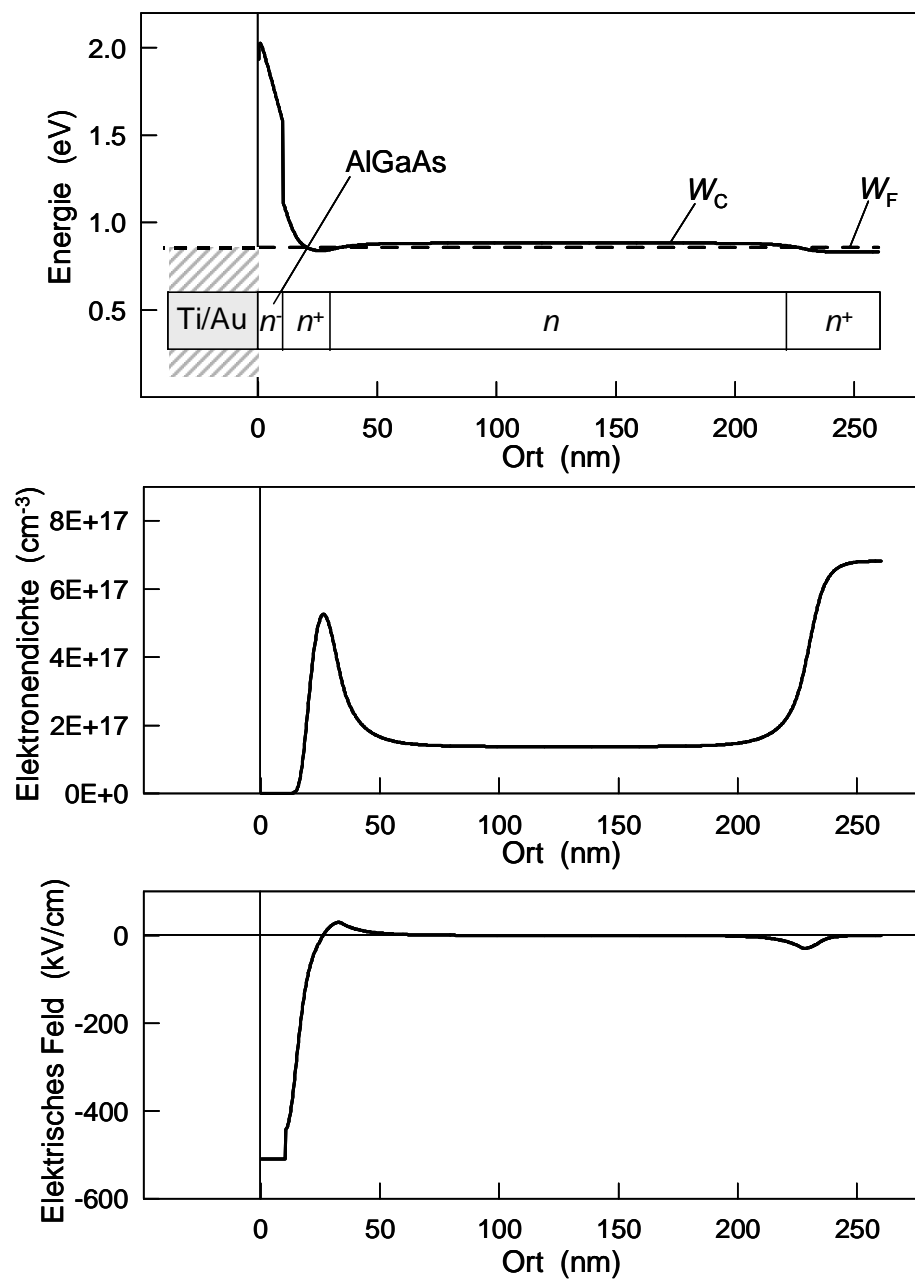 2.0
1.5
1.0
0.5
Energie (eV)
AlGaAs
W_C
W_F
Ti/Au
n⁻
n⁺
n
n⁺
0 50 100 150 200 250
Ort (nm)
8E+17
6E+17
4E+17
2E+17
0E+0
Elektronendichte (cm⁻³)
0 50 100 150 200 250
Ort (nm)
0
-200
-400
-600
Elektrisches Feld (kV/cm)
0 50 100 150 200 250
Ort (nm)